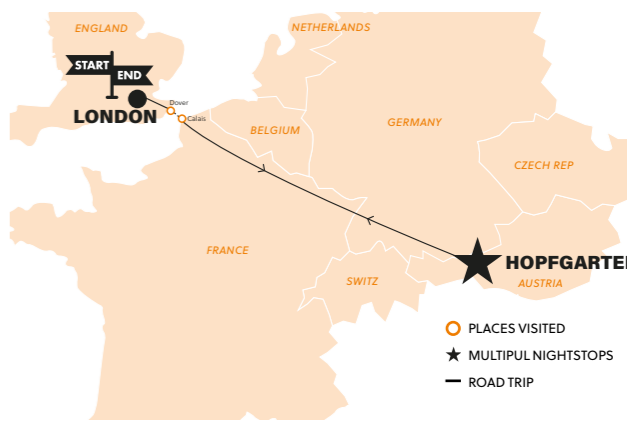 ENGLAND
NETHERLANDS
START
END
LONDON
Dover
Calais
BELGIUM
GERMANY
CZECH REP
FRANCE
SWITZ
HOPFGARTEN
AUSTRIA
PLACES VISITED
MULTIPUL NIGHTSTOPS
ROAD TRIP